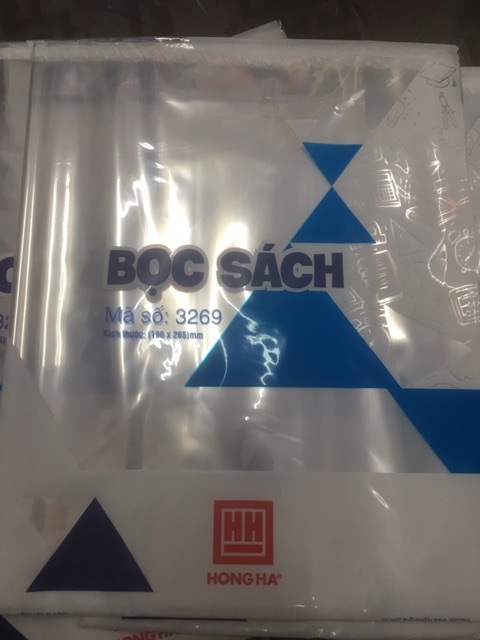 BỌC SÁCH
Mã số: 3269
Kích thước: (190 x 265)mm
HH
HONG HA®